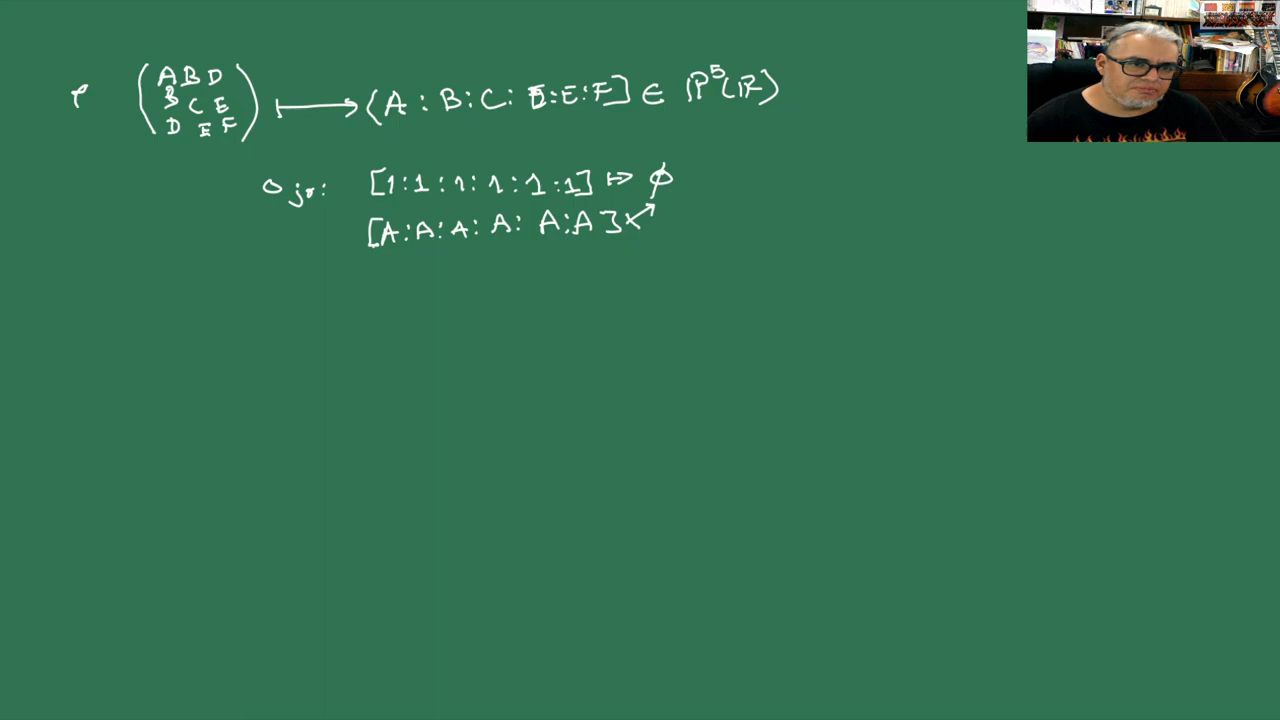 φ (A B D ⟼ [A : B : C : D : E : F] ∈ ℙ⁵(ℝ)
B C E
D E F)
Ojo: [1:1:1:1:1:1] ↦ ∅
[A:A:A:A:A:A] ↗